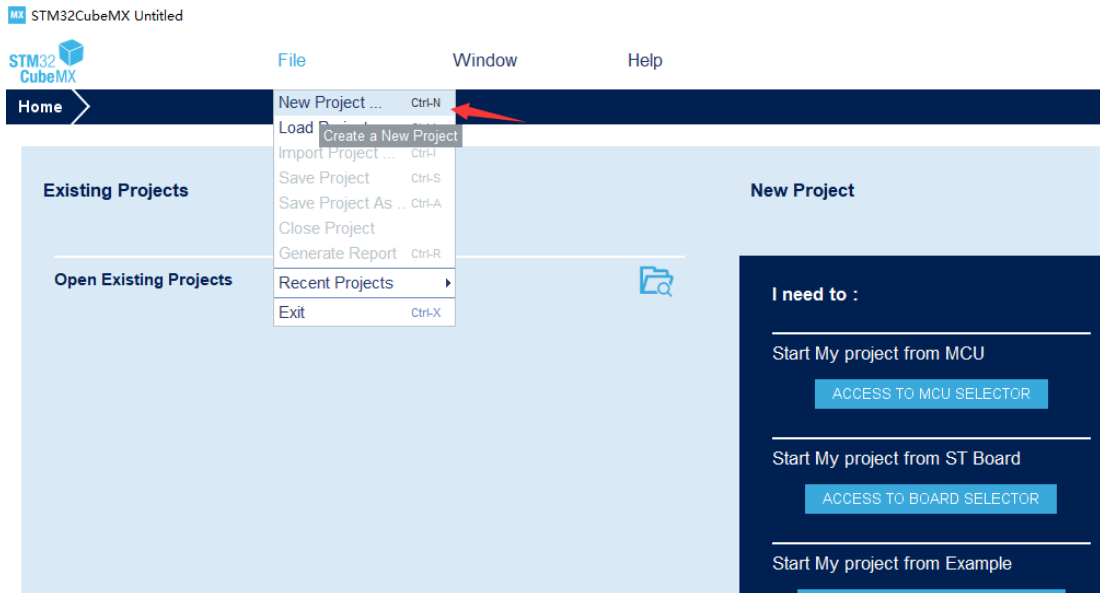 MX STM32CubeMX Untitled
STM32
CubeMX
File Window Help
Home
New Project ... Ctrl-N
Load
Create a New Project
Import Project ... Ctrl-I
Save Project Ctrl-S
Save Project As .. Ctrl-A
Close Project
Generate Report Ctrl-R
Recent Projects
Exit Ctrl-X
Existing Projects
Open Existing Projects
New Project
I need to :
Start My project from MCU
ACCESS TO MCU SELECTOR
Start My project from ST Board
ACCESS TO BOARD SELECTOR
Start My project from Example